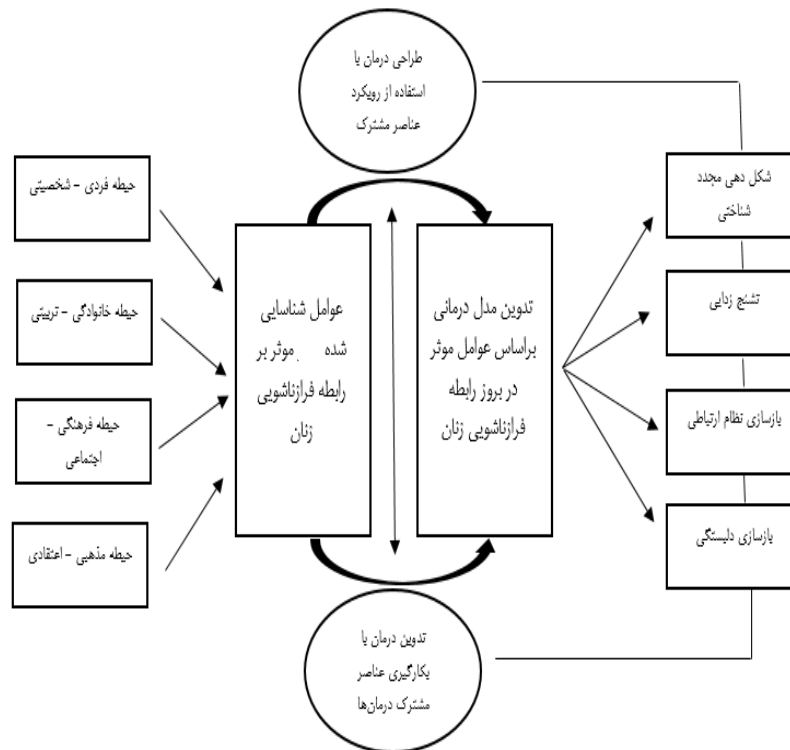 طراحی درمان با
استفاده از رویکرد
عناصر مشترک
شکل دهی مجدد
شناختی
تشنج زدایی
بازسازی نظام ارتباطی
بازسازی دلبستگی
تدوین مدل درمانی
براساس عوامل موثر
در بروز رابطه
فرازناشویی زنان
عوامل شناسایی
شده موثر بر
رابطه فرازناشویی
زنان
حیطه فردی – شخصیتی
حیطه خانوادگی – تربیتی
حیطه فرهنگی –
اجتماعی
حیطه مذهبی – اعتقادی
تدوین درمان با
بکارگیری عناصر
مشترک درمان‌ها